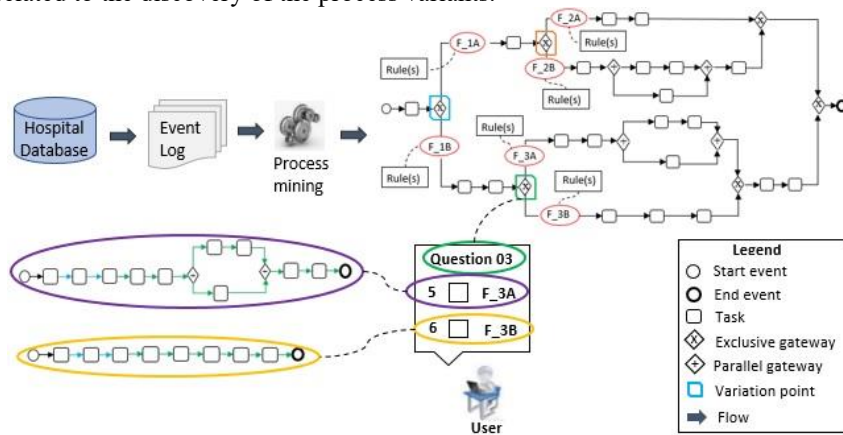 related to the discovery of the process variants.
F_2A
Rule(s)
F_1A
Rule(s)
F_2B
Rule(s)
Hospital
Database
Event
Log
Process
mining
Rule(s)
F_1B
F_3A
Rule(s)
Rule(s)
F_3B
End
Question 03
5 F_3A
6 F_3B
User
Legend
Start event
End event
Task
Exclusive gateway
Parallel gateway
Variation point
Flow